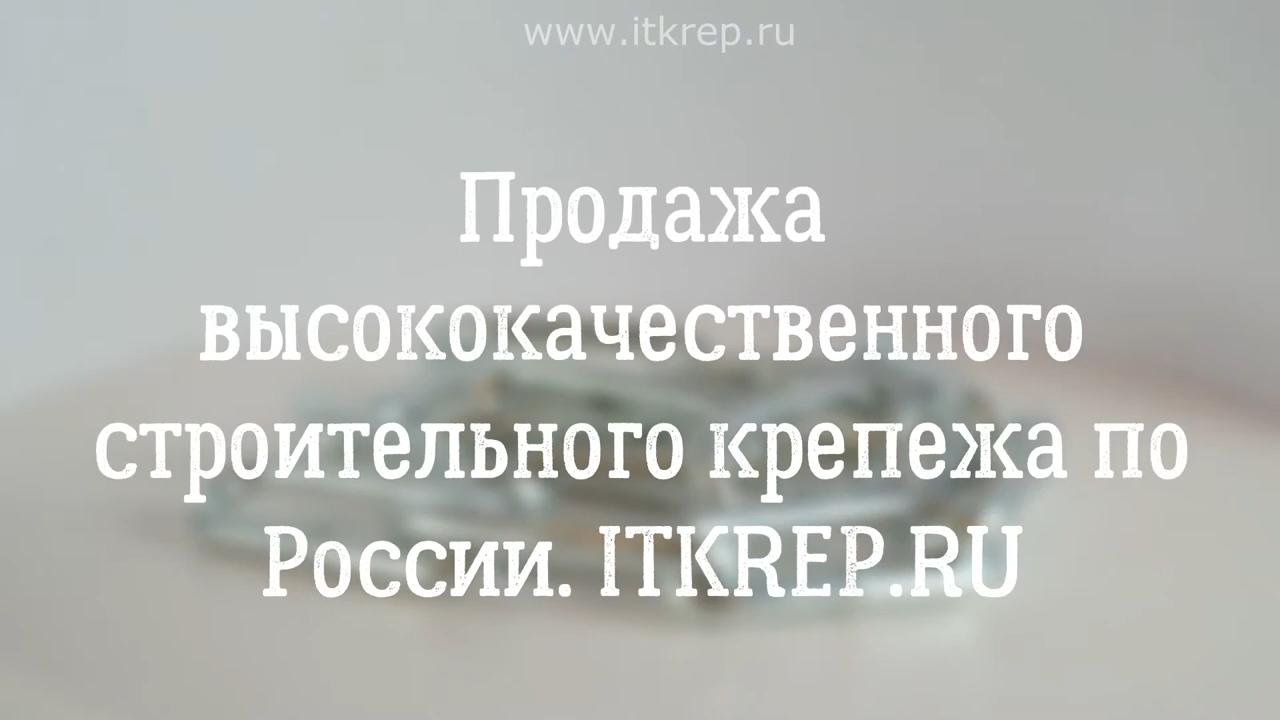 www.itkrep.ru
Продажа
высококачественного
строительного крепежа по
России. ITKREP.RU